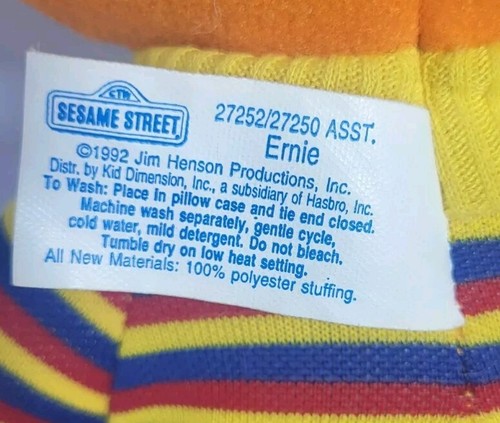 CTW
SESAME STREET
27252/27250 ASST.
Ernie
©1992 Jim Henson Productions, Inc.
Distr. by Kid Dimension, Inc., a subsidiary of Hasbro, Inc.
To Wash: Place in pillow case and tie end closed.
Machine wash separately, gentle cycle,
cold water, mild detergent. Do not bleach.
Tumble dry on low heat setting.
All New Materials: 100% polyester stuffing.